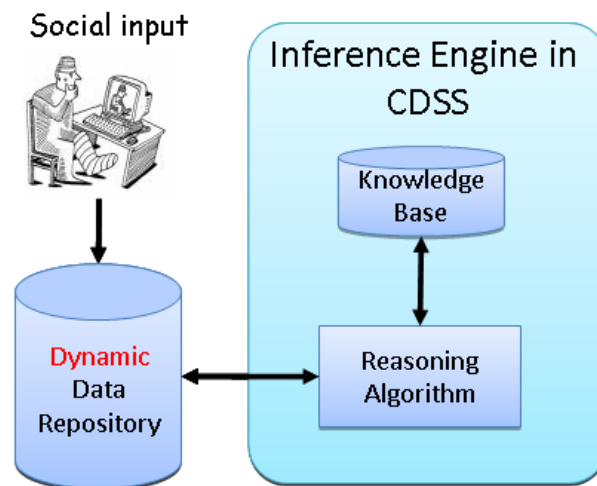 Social input
Inference Engine in
CDSS
Knowledge
Base
Dynamic
Data
Repository
Reasoning
Algorithm